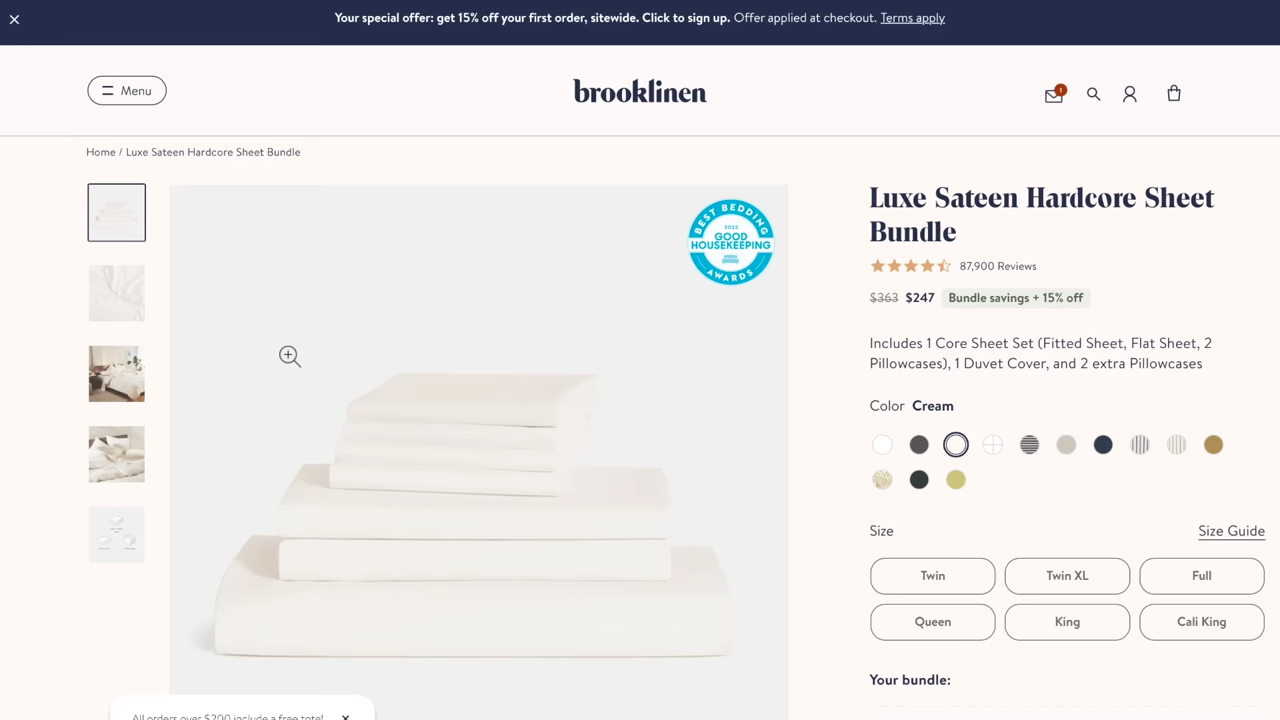 Your special offer: get 15% off your first order, sitewide. Click to sign up. Offer applied at checkout. Terms apply
Menu
brooklinen
!
Home / Luxe Sateen Hardcore Sheet Bundle
BEST BEDDING
2022
GOOD
HOUSEKEEPING
AWARDS
Luxe Sateen Hardcore Sheet
Bundle
87,900 Reviews
$363 $247 Bundle savings + 15% off
Includes 1 Core Sheet Set (Fitted Sheet, Flat Sheet, 2
Pillowcases), 1 Duvet Cover, and 2 extra Pillowcases
Color Cream
Size Size Guide
Twin Twin XL Full
Queen King Cali King
Your bundle:
All orders over $200 include a free tote!